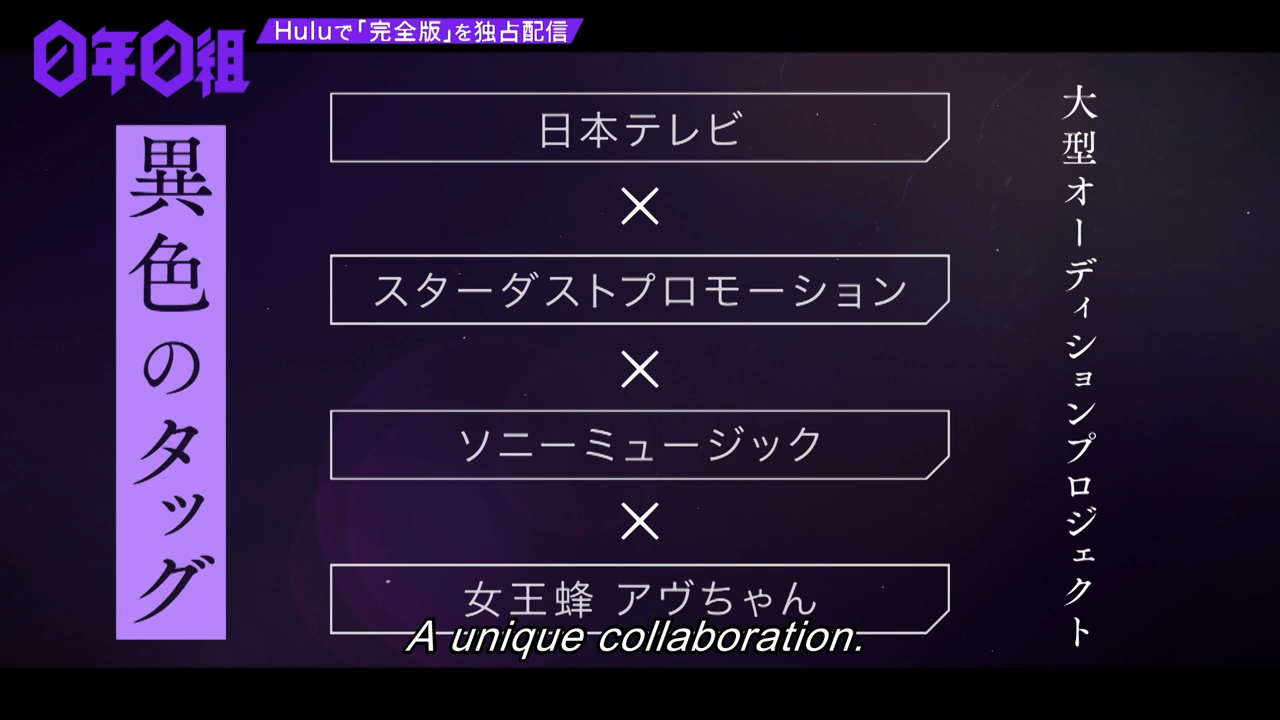 0年0組
Huluで「完全版」を独占配信
大型オーディションプロジェクト
日本テレビ
×
スターダストプロモーション
×
ソニーミュージック
×
女王蜂 アヴちゃん
異色のタッグ
A unique collaboration.